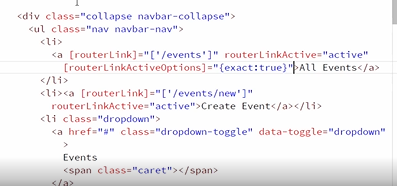 <div class="collapse navbar-collapse">
<ul class="nav navbar-nav">
<li>
<a [routerLink]="['/events']" routerLinkActive="active"
[routerLinkActiveOptions]="{exact:true}">All Events</a>
</li>
<li><a [routerLink]="['/events/new']"
routerLinkActive="active">Create Event</a></li>
<li class="dropdown">
<a href="#" class="dropdown-toggle" data-toggle="dropdown"
>
Events
<span class="caret"></span>
</a>